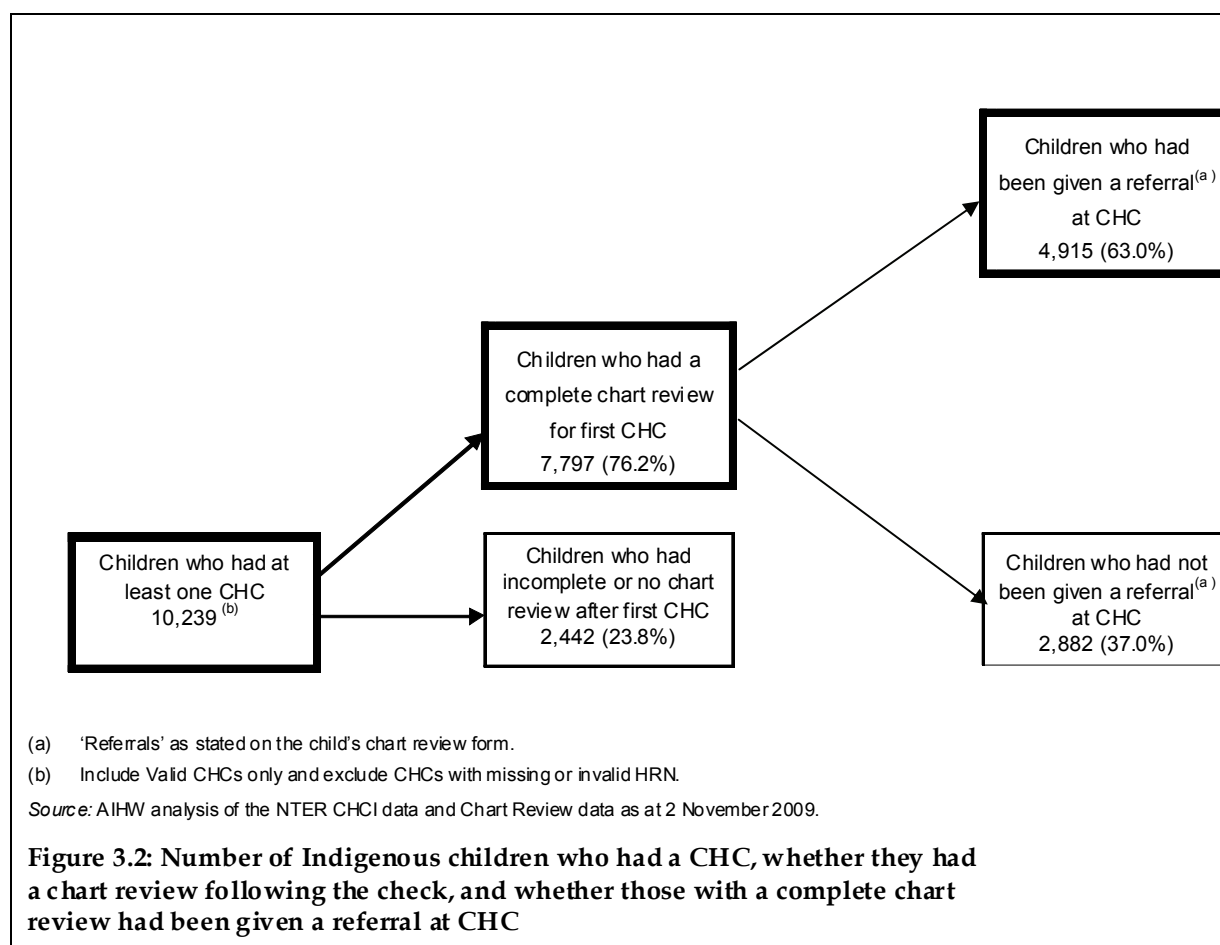 Children who had
been given a referral(a )
at CHC
4,915 (63.0%)
Children who had a
complete chart review
for first CHC
7,797 (76.2%)
Children who had at
least one CHC
10,239 (b)
Children who had
incomplete or no chart
review after first CHC
2,442 (23.8%)
Children who had not
been given a referral(a )
at CHC
2,882 (37.0%)
(a) ‘Referrals’ as stated on the child’s chart review form.
(b) Include Valid CHCs only and exclude CHCs with missing or invalid HRN.
Source: AIHW analysis of the NTER CHCI data and Chart Review data as at 2 November 2009.
Figure 3.2: Number of Indigenous children who had a CHC, whether they had
a chart review following the check, and whether those with a complete chart
review had been given a referral at CHC